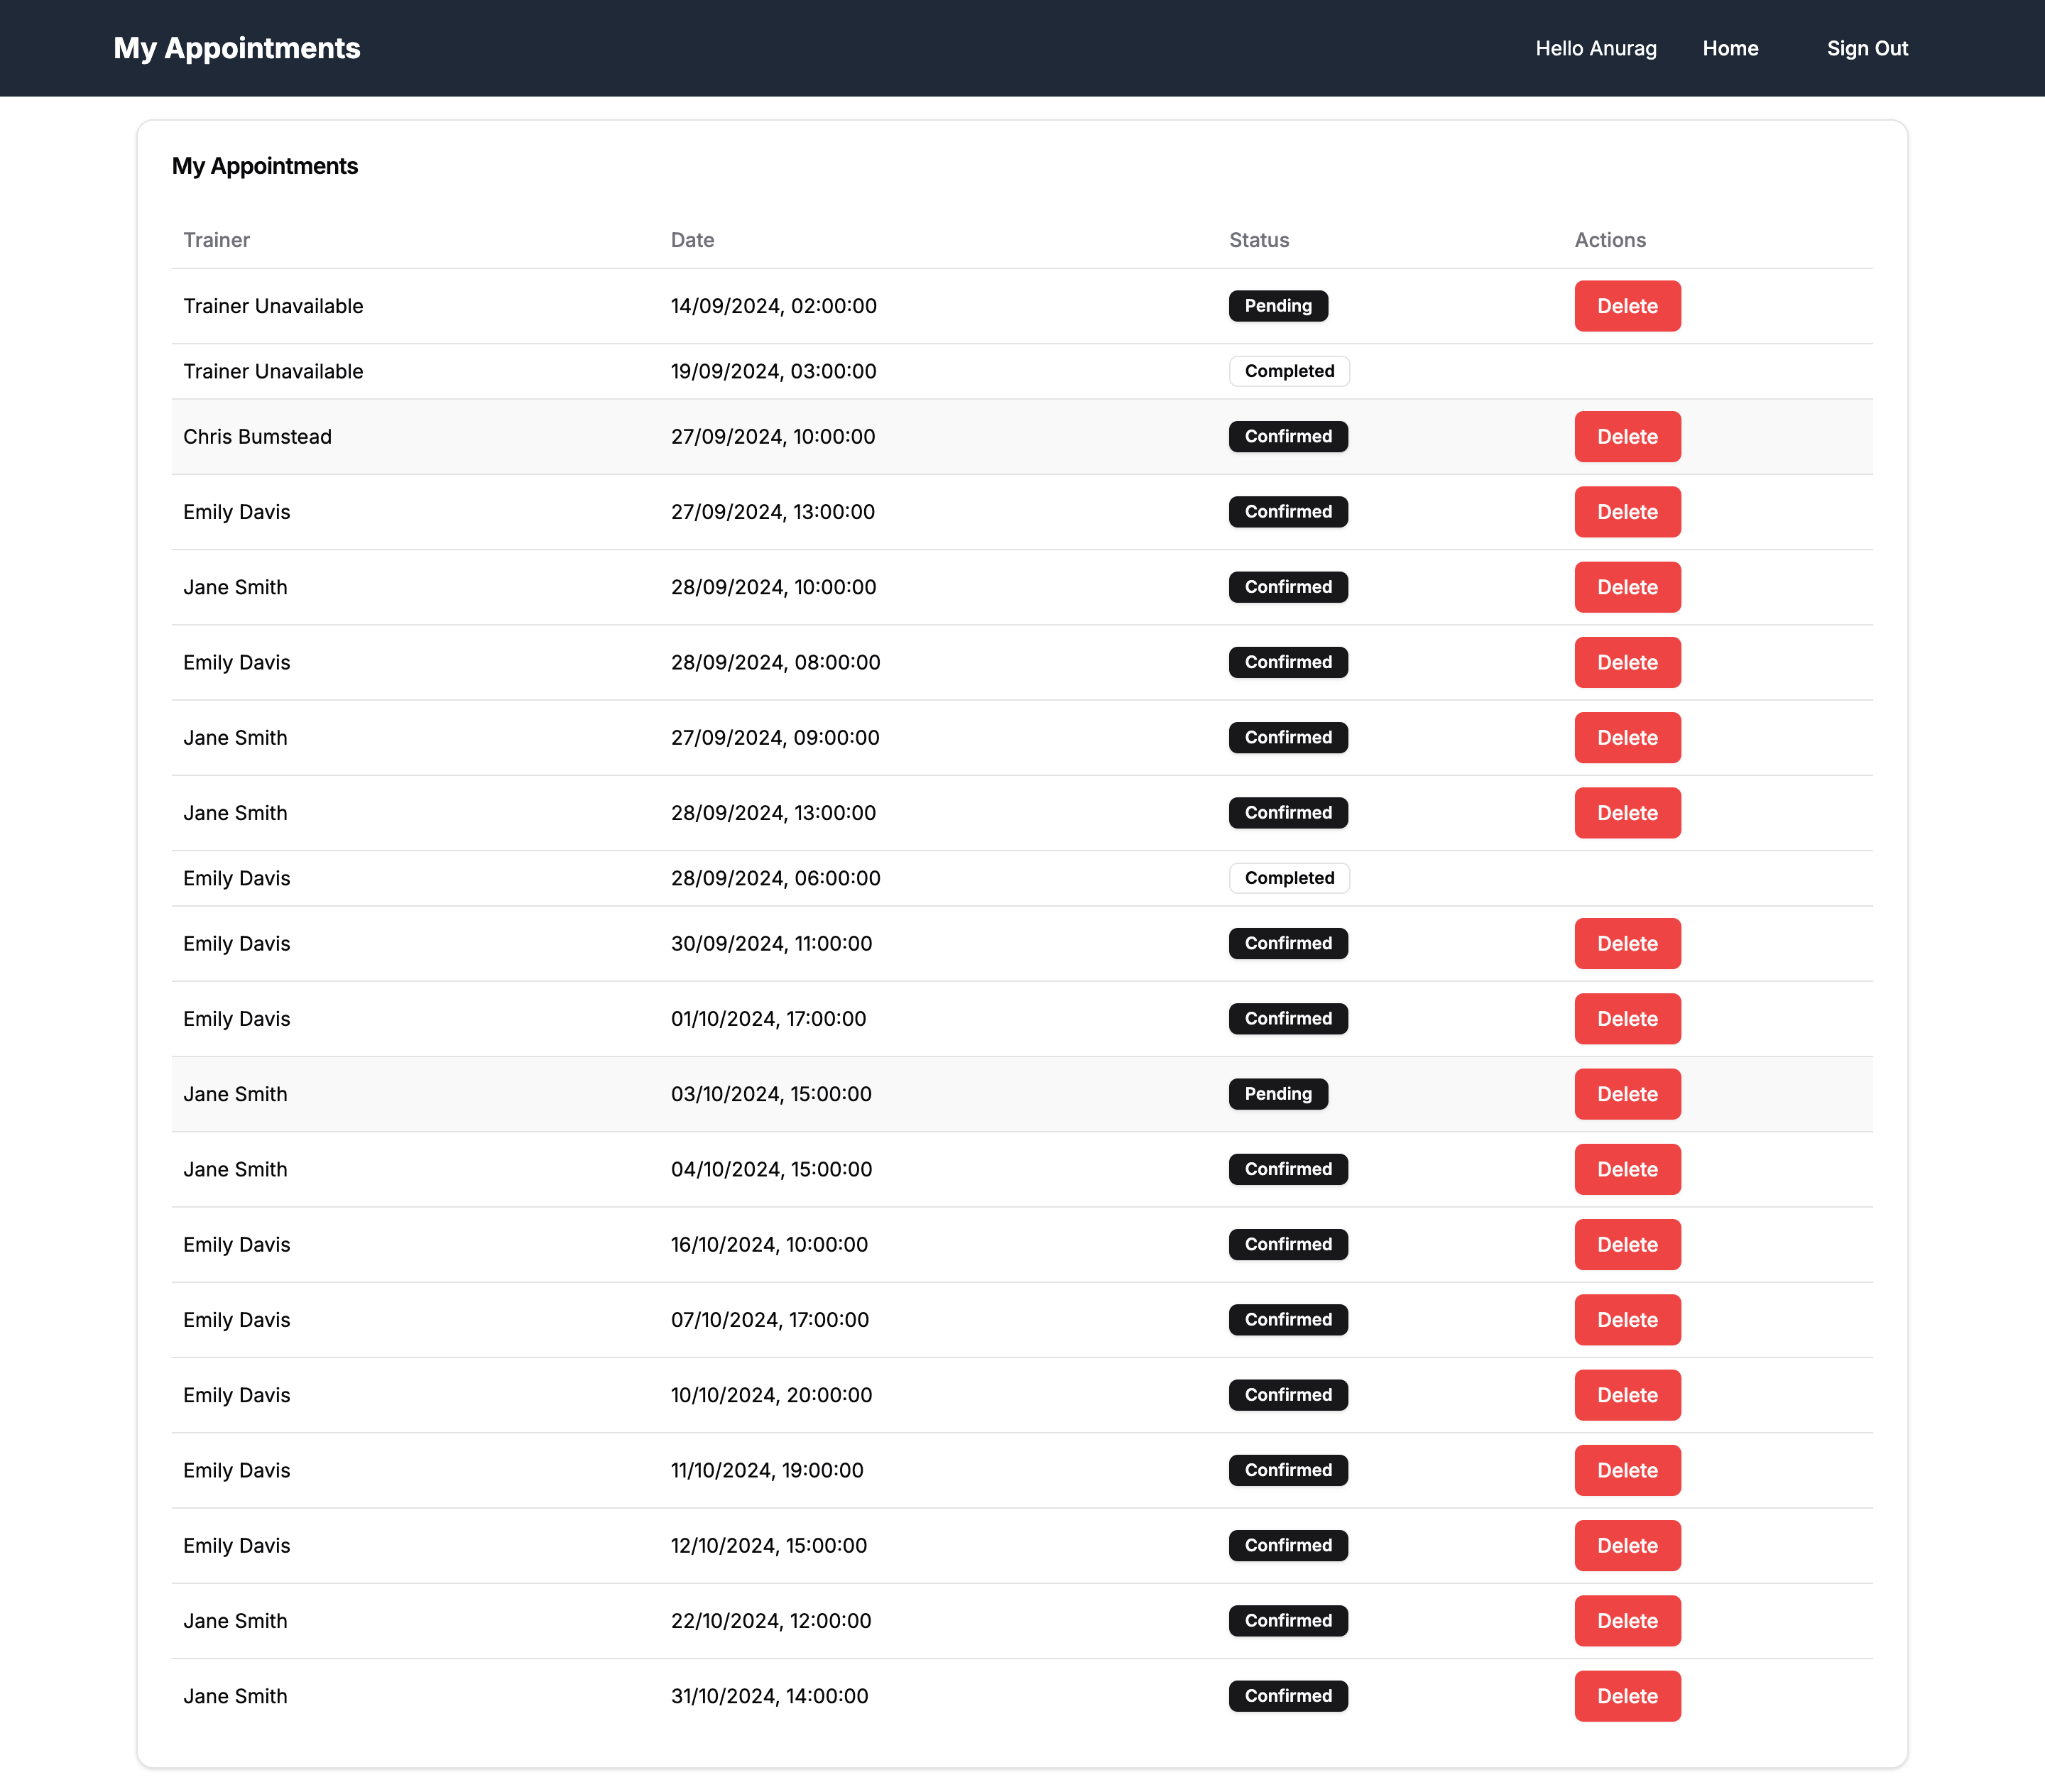 My Appointments Hello Anurag Home Sign Out
My Appointments
Trainer Date Status Actions
Trainer Unavailable 14/09/2024, 02:00:00 Pending Delete
Trainer Unavailable 19/09/2024, 03:00:00 Completed
Chris Bumstead 27/09/2024, 10:00:00 Confirmed Delete
Emily Davis 27/09/2024, 13:00:00 Confirmed Delete
Jane Smith 28/09/2024, 10:00:00 Confirmed Delete
Emily Davis 28/09/2024, 08:00:00 Confirmed Delete
Jane Smith 27/09/2024, 09:00:00 Confirmed Delete
Jane Smith 28/09/2024, 13:00:00 Confirmed Delete
Emily Davis 28/09/2024, 06:00:00 Completed
Emily Davis 30/09/2024, 11:00:00 Confirmed Delete
Emily Davis 01/10/2024, 17:00:00 Confirmed Delete
Jane Smith 03/10/2024, 15:00:00 Pending Delete
Jane Smith 04/10/2024, 15:00:00 Confirmed Delete
Emily Davis 16/10/2024, 10:00:00 Confirmed Delete
Emily Davis 07/10/2024, 17:00:00 Confirmed Delete
Emily Davis 10/10/2024, 20:00:00 Confirmed Delete
Emily Davis 11/10/2024, 19:00:00 Confirmed Delete
Emily Davis 12/10/2024, 15:00:00 Confirmed Delete
Jane Smith 22/10/2024, 12:00:00 Confirmed Delete
Jane Smith 31/10/2024, 14:00:00 Confirmed Delete